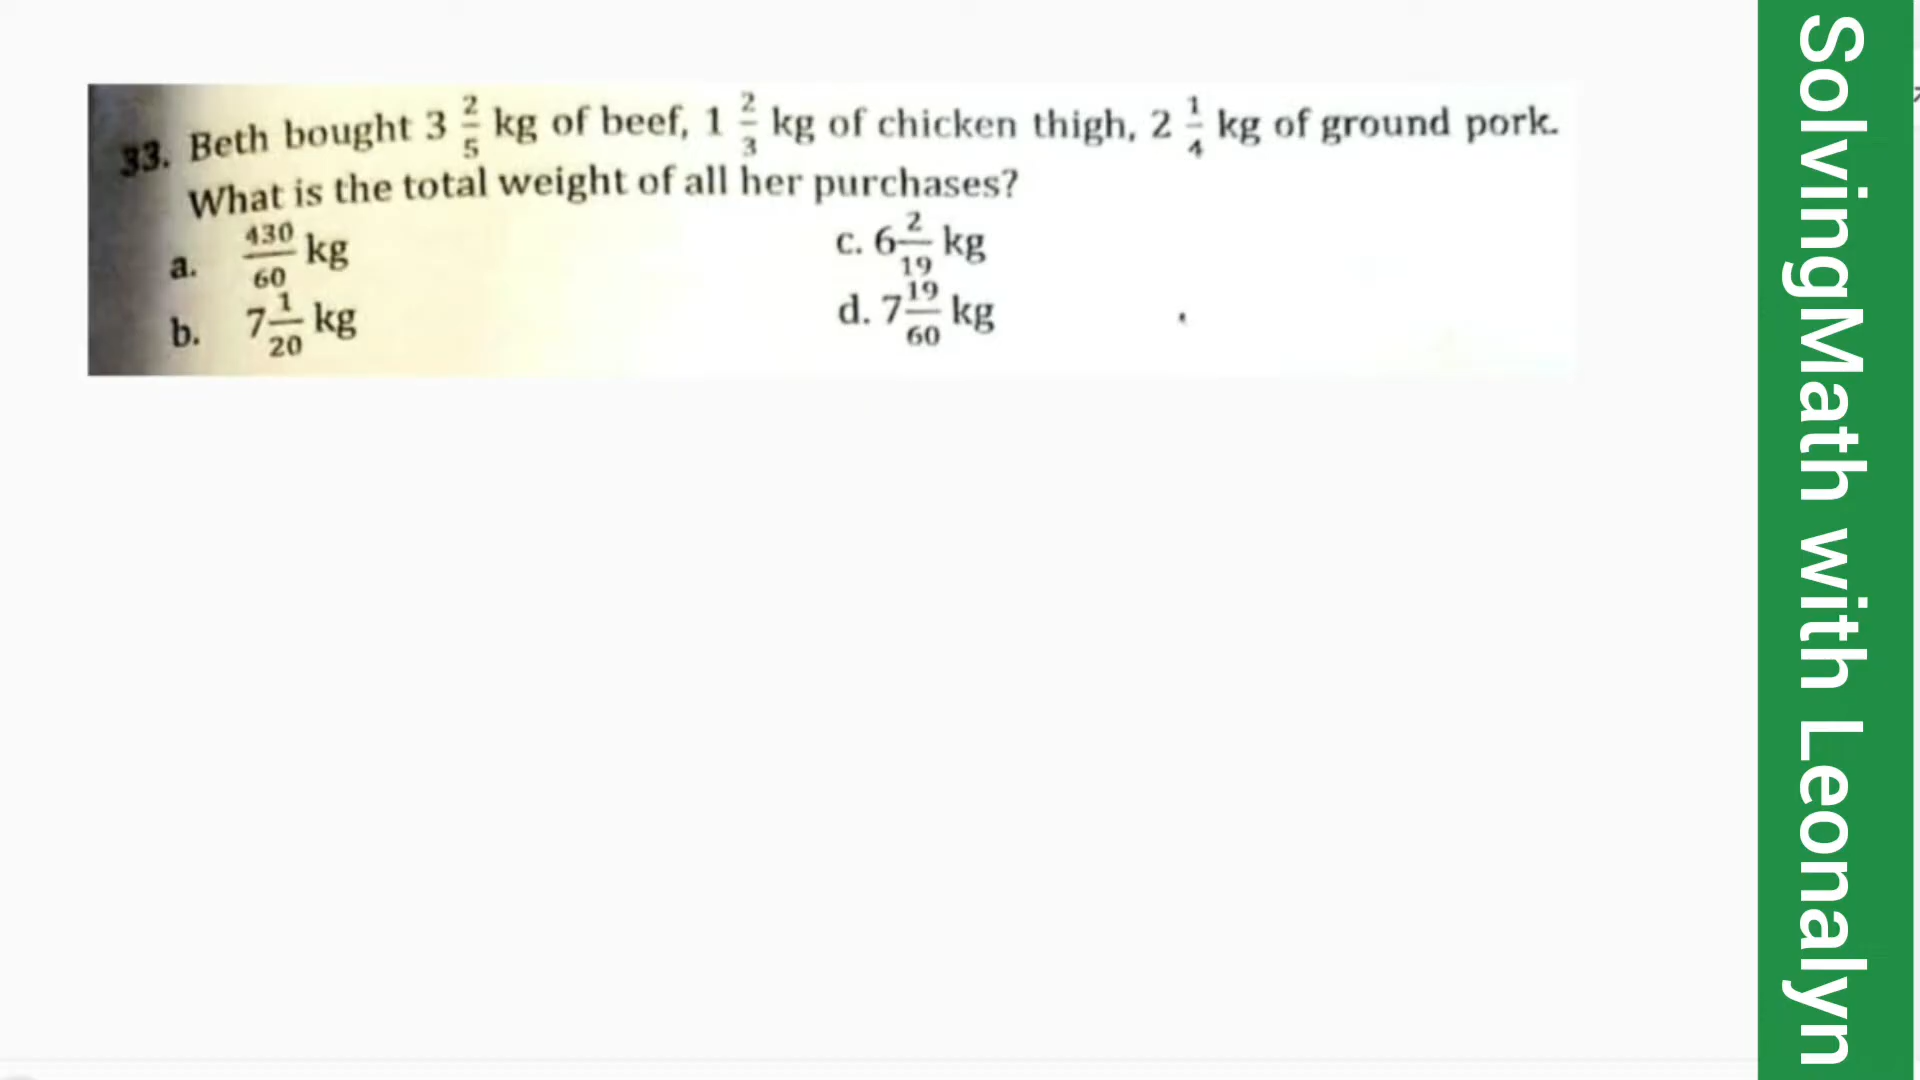 33. Beth bought 3 2/5 kg of beef, 1 2/3 kg of chicken thigh, 2 1/4 kg of ground pork.
What is the total weight of all her purchases?
a. 430/60 kg
c. 6 2/19 kg
b. 7 1/20 kg
d. 7 19/60 kg
SolvingMath with Leonalyn